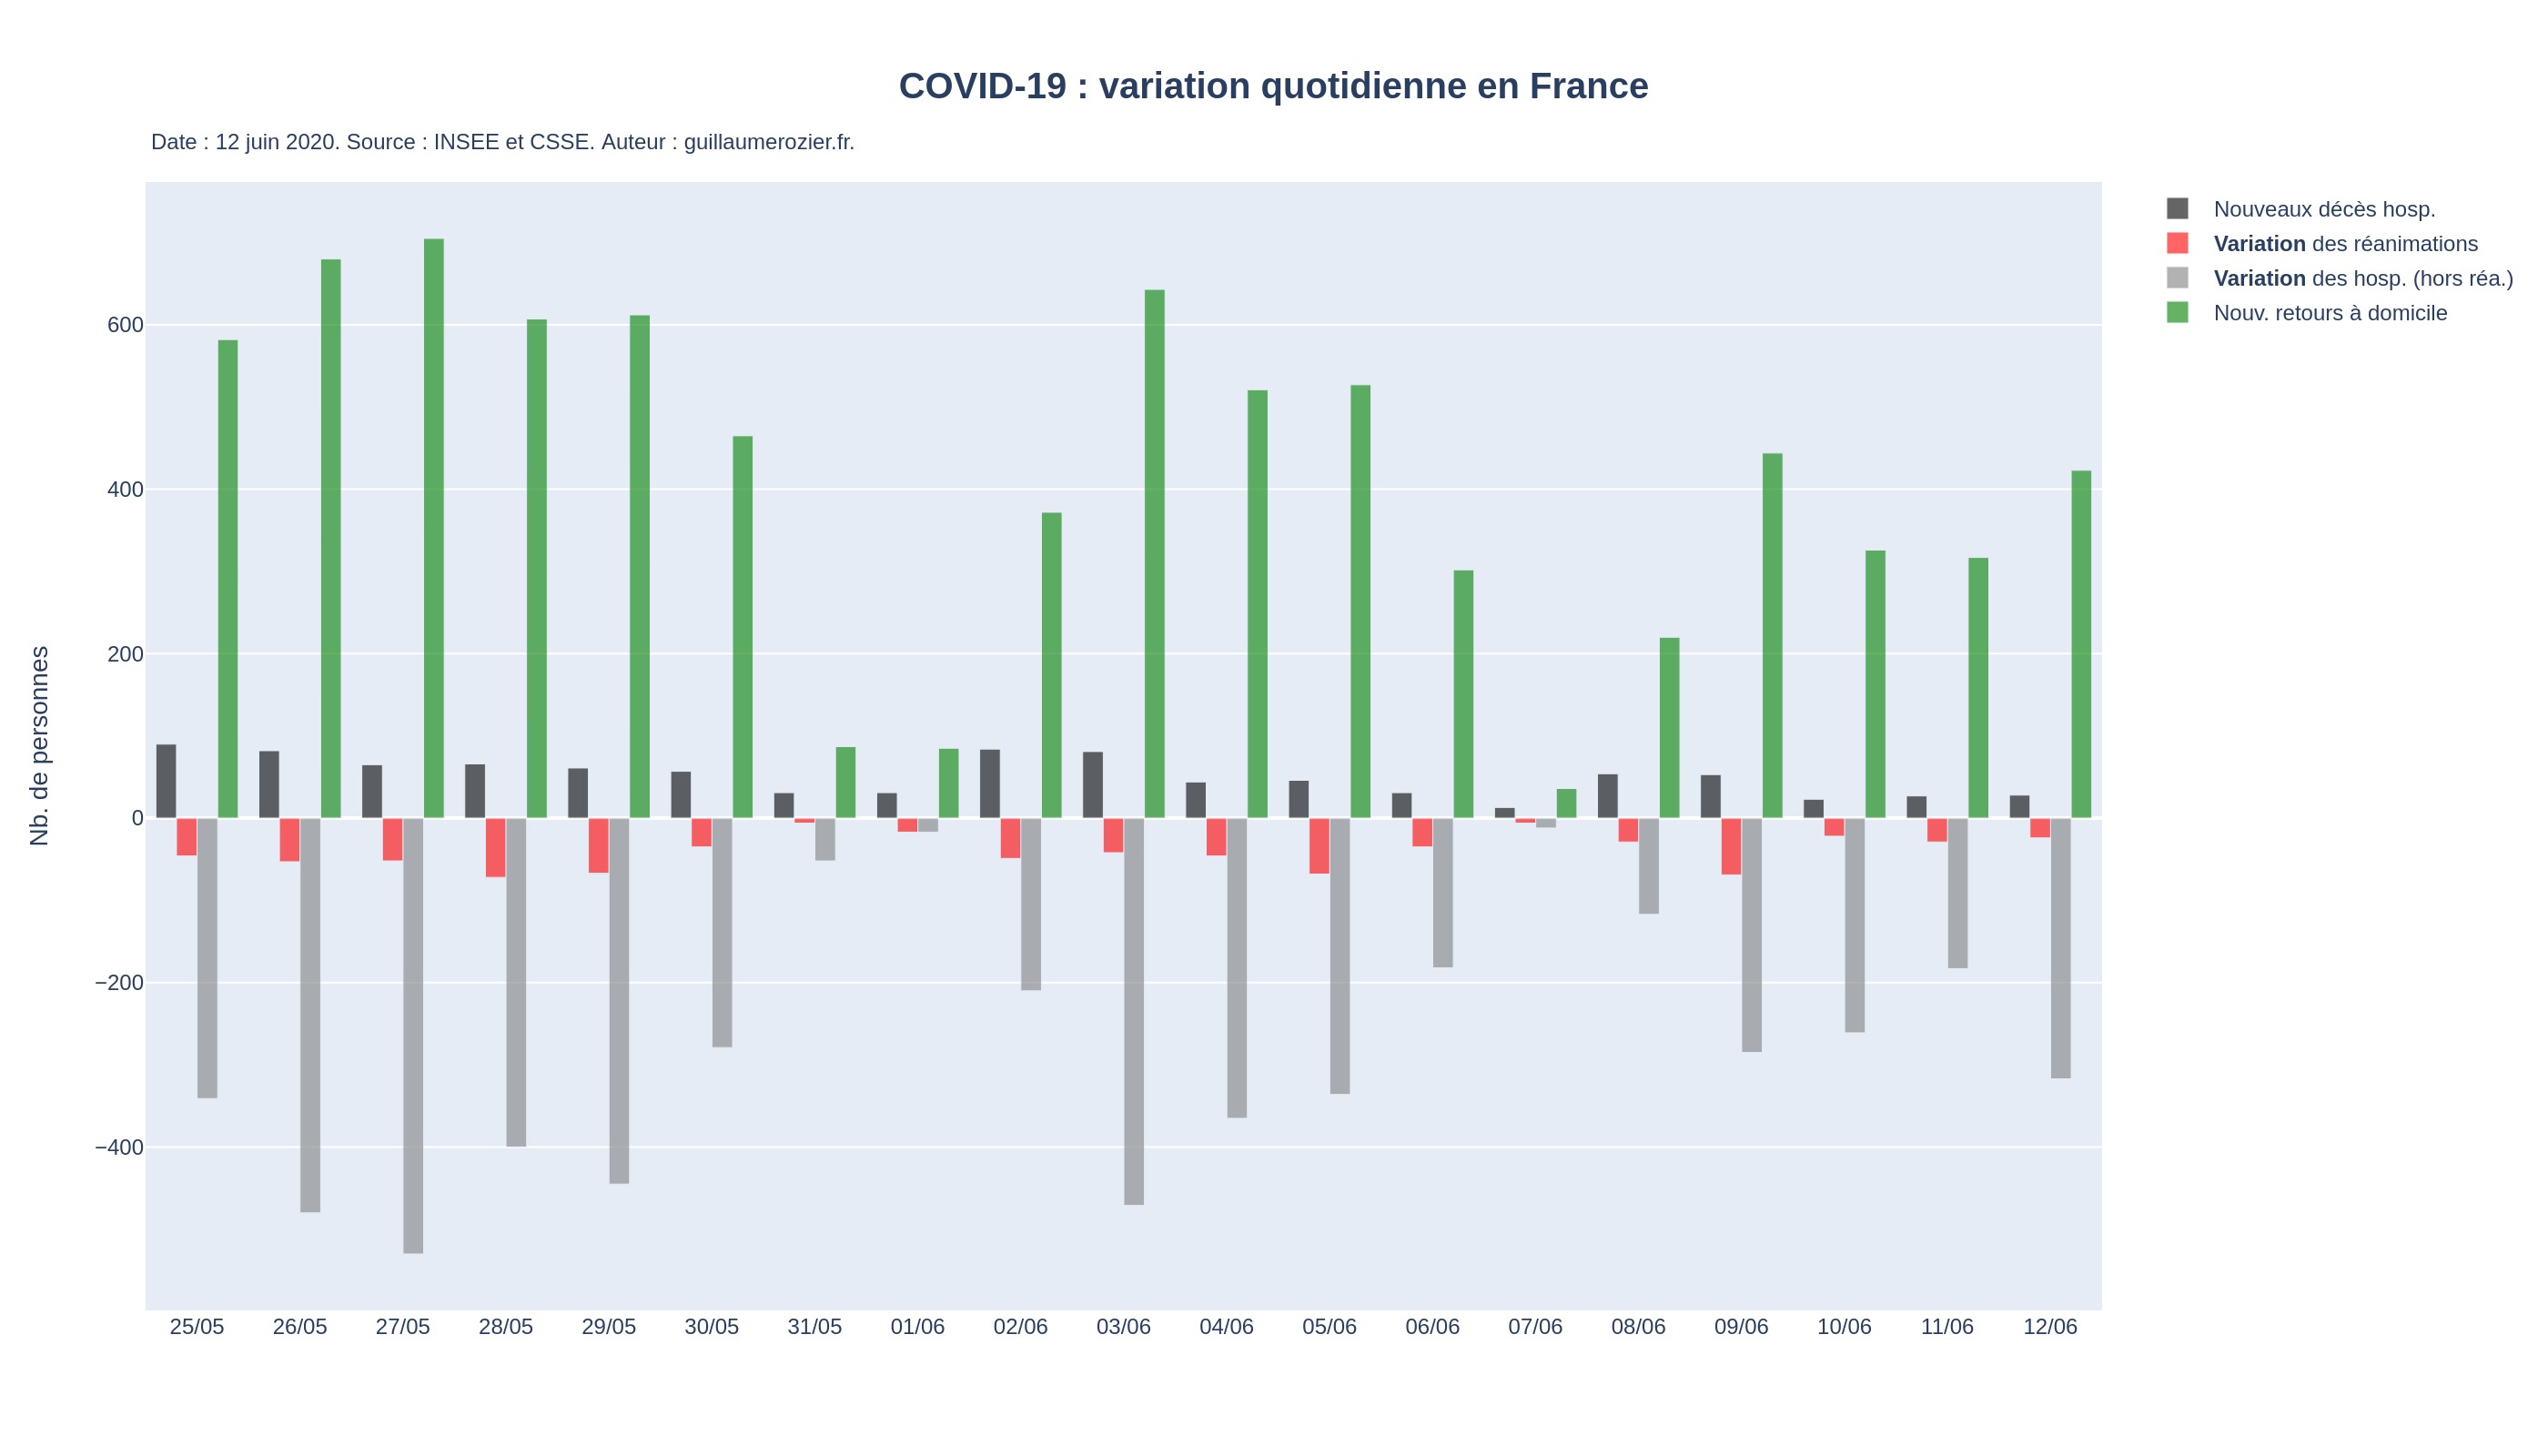 COVID-19 : variation quotidienne en France
Date : 12 juin 2020. Source : INSEE et CSSE. Auteur : guillaumerozier.fr.
Nouveaux décès hosp.
Variation des réanimations
Variation des hosp. (hors réa.)
Nouv. retours à domicile
Nb. de personnes
600
400
200
0
−200
−400
25/05 26/05 27/05 28/05 29/05 30/05 31/05 01/06 02/06 03/06 04/06 05/06 06/06 07/06 08/06 09/06 10/06 11/06 12/06